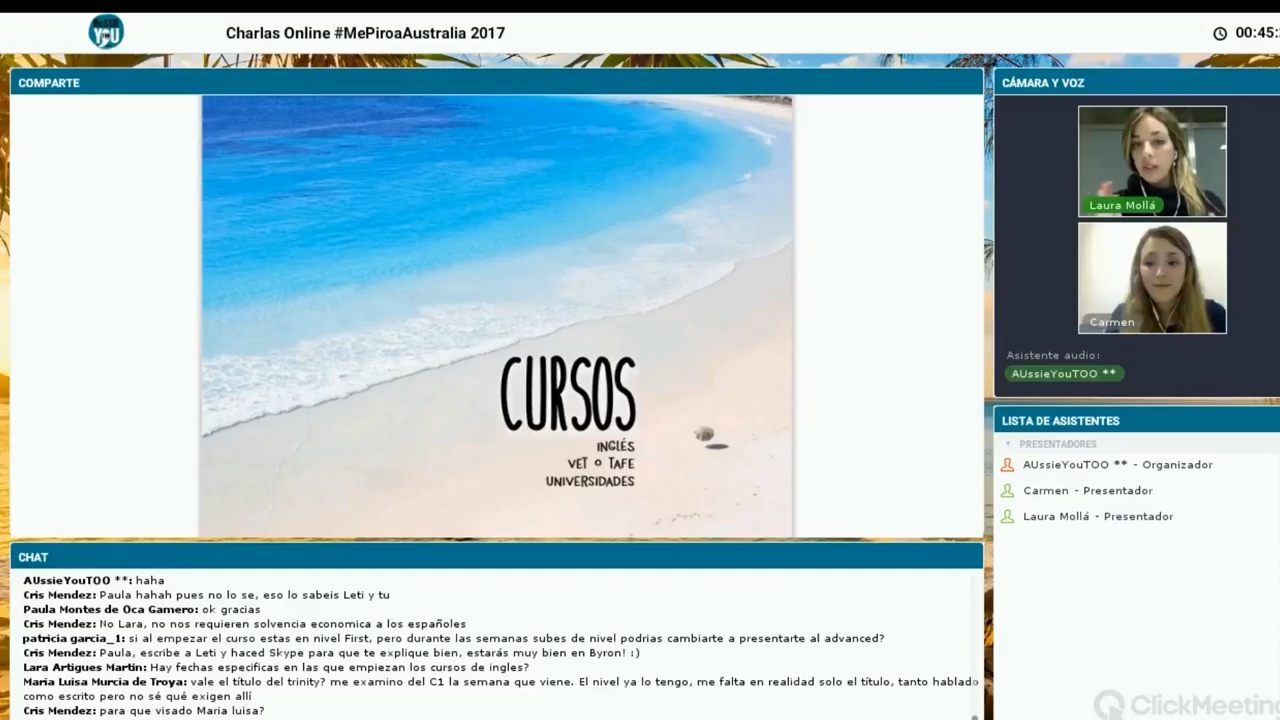 AUSSIE
YOU
Charlas Online #MePiroaAustralia 2017
00:45:
COMPARTE
CURSOS
INGLÉS
VET O TAFE
UNIVERSIDADES
CÁMARA Y VOZ
Laura Mollá
Carmen
Asistente audio:
AUssieYouTOO **
LISTA DE ASISTENTES
PRESENTADORES
AUssieYouTOO ** - Organizador
Carmen - Presentador
Laura Mollá - Presentador
CHAT
AUssieYouTOO **: haha
Cris Mendez: Paula hahah pues no lo se, eso lo sabeis Leti y tu
Paula Montes de Oca Gamero: ok gracias
Cris Mendez: No Lara, no nos requieren solvencia economica a los españoles
patricia garcia_1: si al empezar el curso estas en nivel First, pero durante las semanas subes de nivel podrias cambiarte a presentarte al advanced?
Cris Mendez: Paula, escribe a Leti y haced Skype para que te explique bien, estarás muy bien en Byron! :)
Lara Artigues Martin: Hay fechas especificas en las que empiezan los cursos de ingles?
Maria Luisa Murcia de Troya: vale el título del trinity? me examino del C1 la semana que viene. El nivel ya lo tengo, me falta en realidad solo el título, tanto hablado
como escrito pero no sé qué exigen allí
Cris Mendez: para que visado Maria luisa?
ClickMeeting